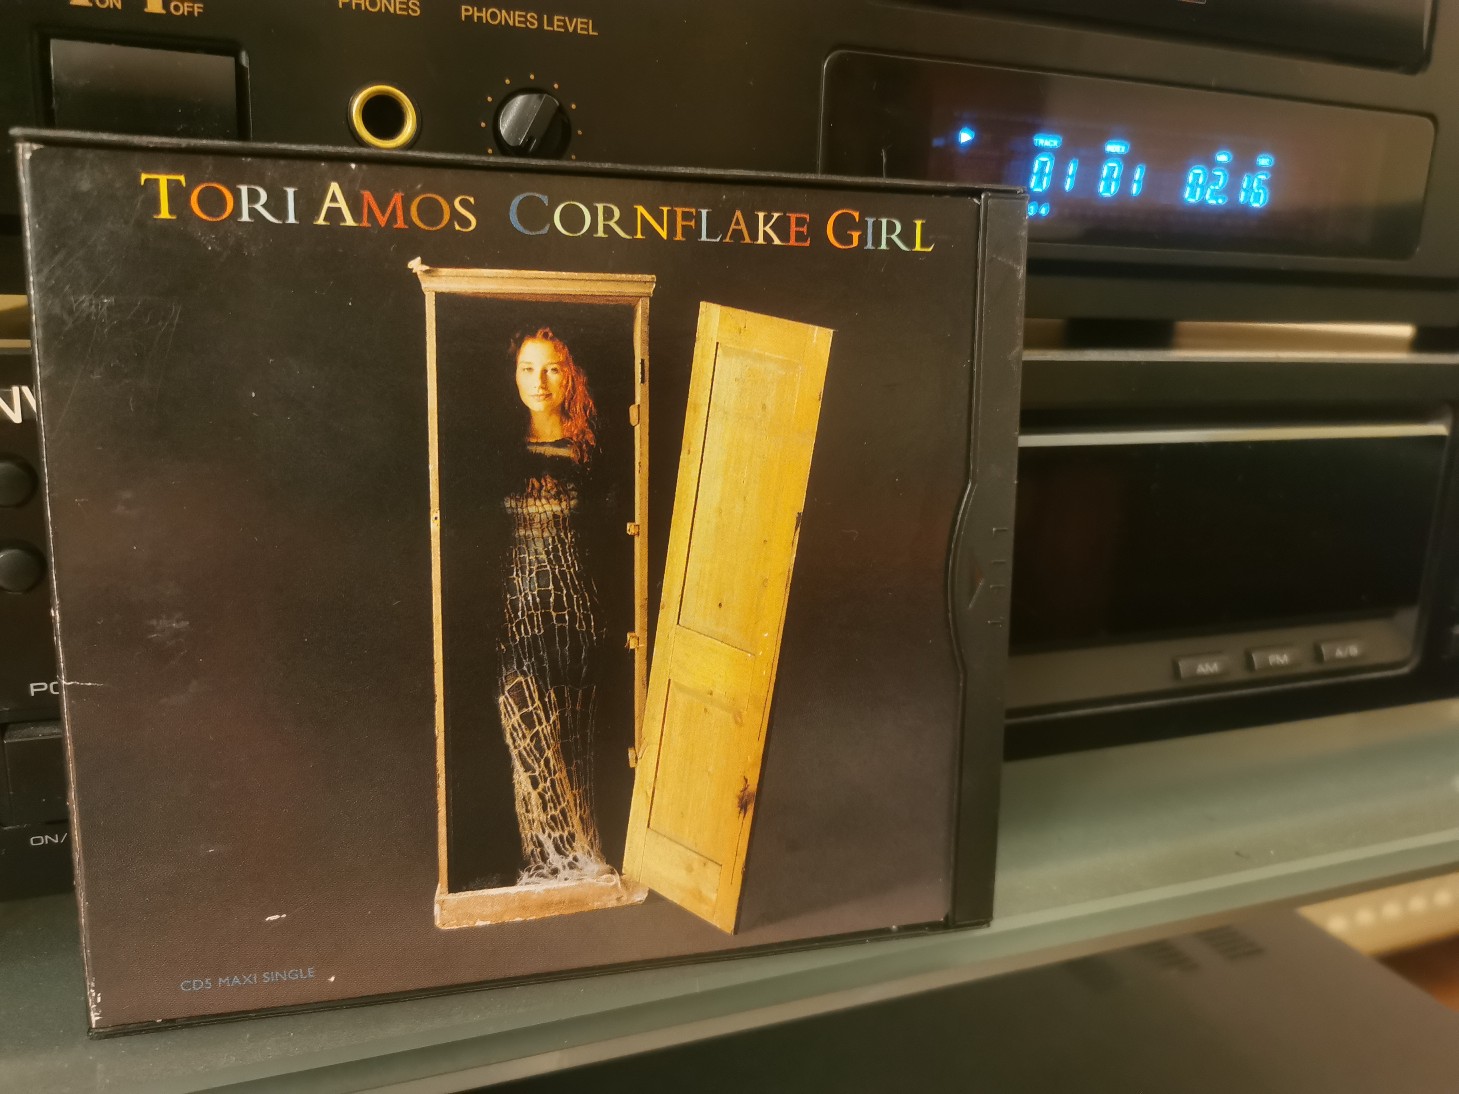 ON OFF
PHONES
PHONES LEVEL
TORI AMOS CORNFLAKE GIRL
TRACK
01 01 02.16
AM FM A/B
ON/
CD5 MAXI SINGLE